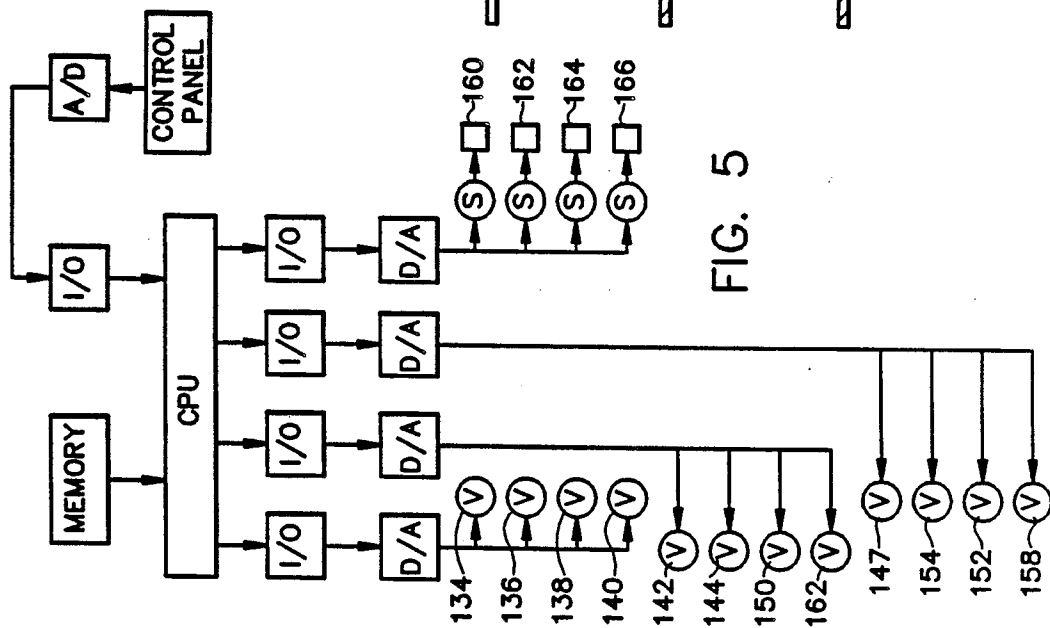 A/D
CONTROL
PANEL
I/O
MEMORY
CPU
I/O
I/O
I/O
I/O
D/A
D/A
D/A
D/A
S
160
S
162
S
164
S
166
134
V
136
V
138
V
140
V
142
V
144
V
150
V
162
V
147
V
154
V
152
V
158
V
FIG. 5